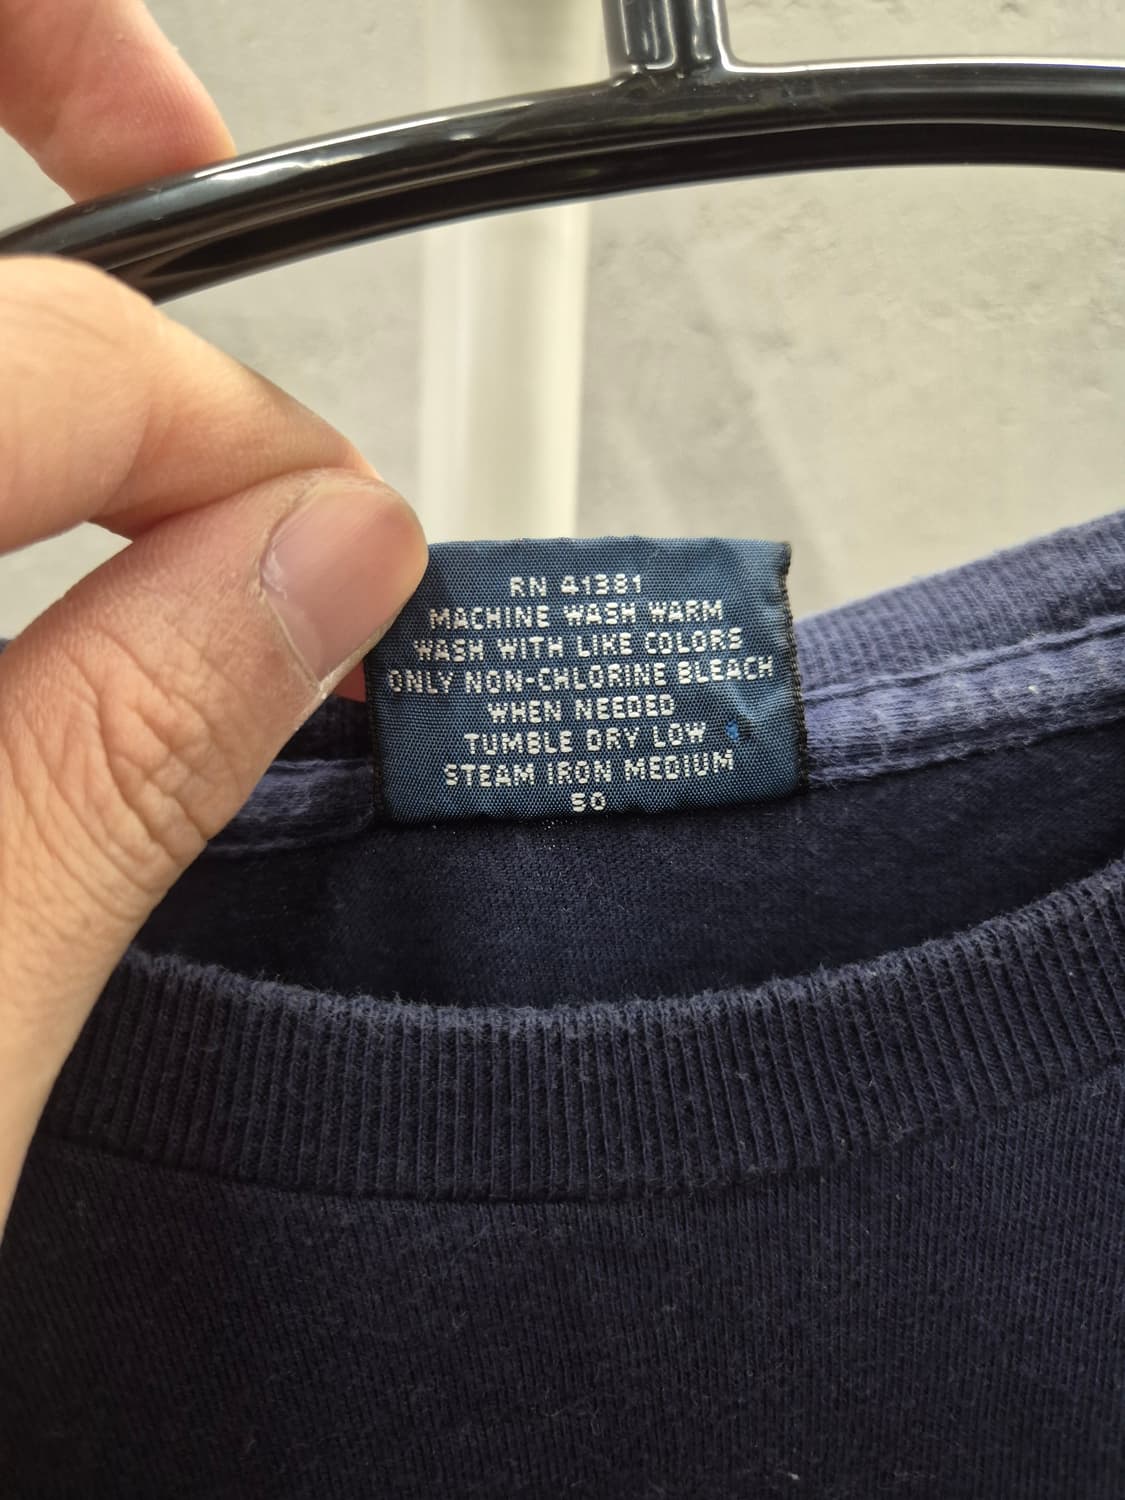 RN 41381
MACHINE WASH WARM
WASH WITH LIKE COLORS
ONLY NON-CHLORINE BLEACH
WHEN NEEDED
TUMBLE DRY LOW
STEAM IRON MEDIUM
50